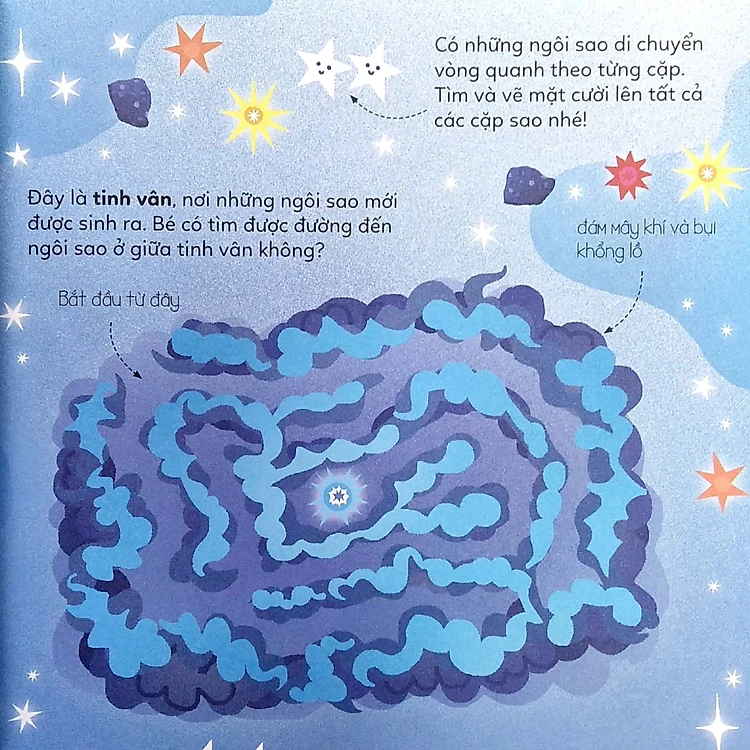 Có những ngôi sao di chuyển
vòng quanh theo từng cặp.
Tìm và vẽ mặt cười lên tất cả
các cặp sao nhé!
Đây là tinh vân, nơi những ngôi sao mới
được sinh ra. Bé có tìm được đường đến
ngôi sao ở giữa tinh vân không?
đám mây khí và bụi
khổng lồ
Bắt đầu từ đây